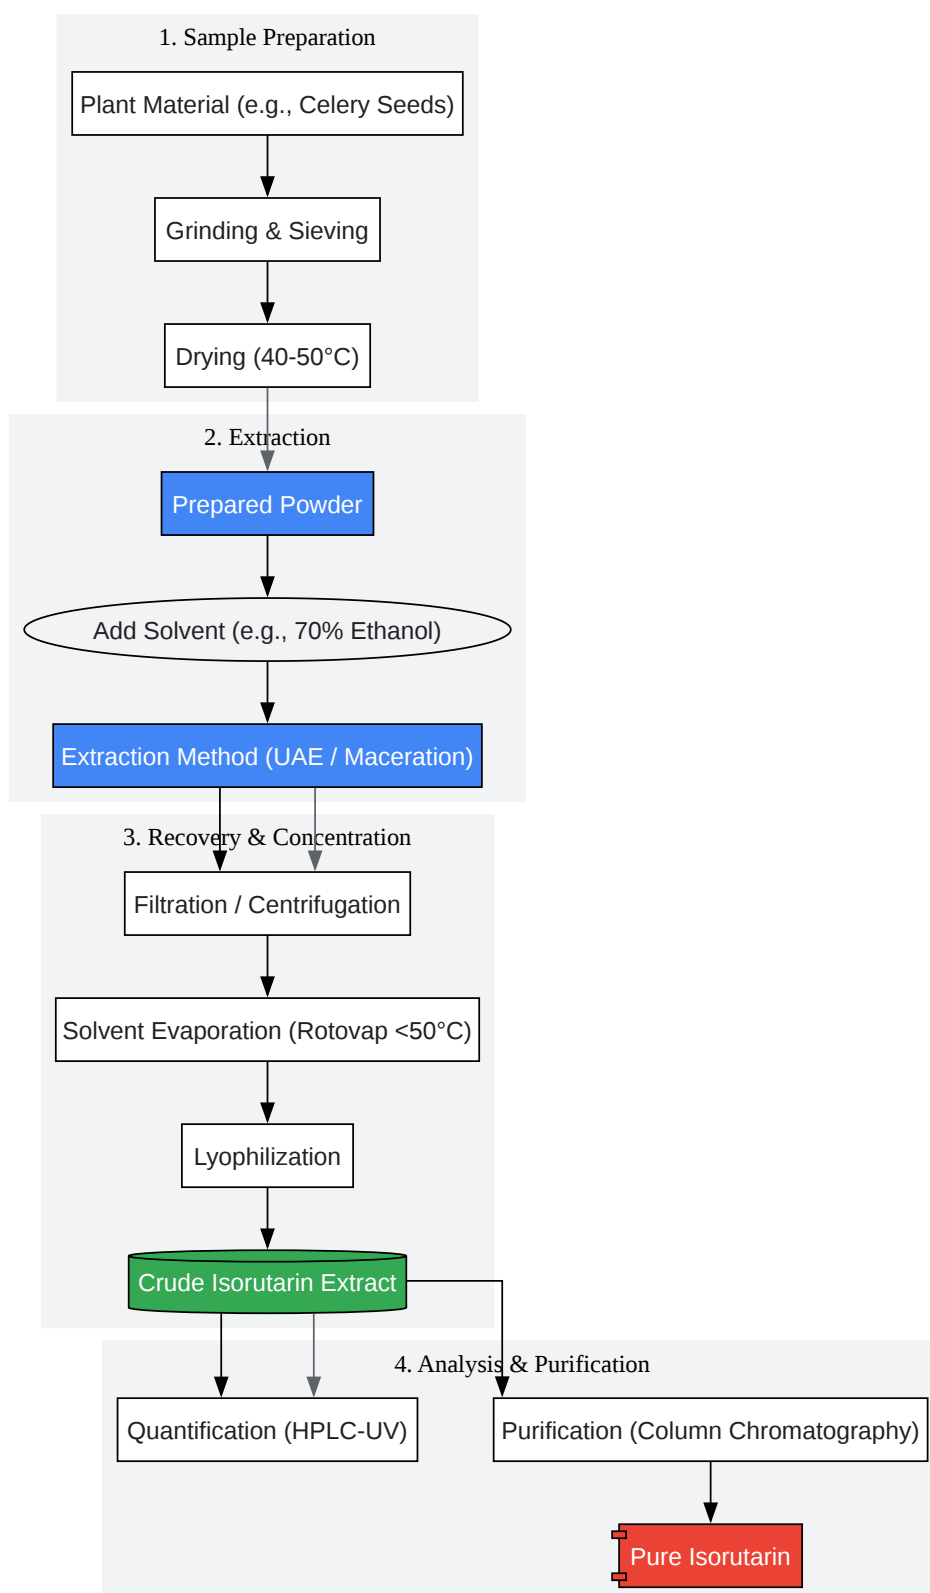 1. Sample Preparation
Plant Material (e.g., Celery Seeds)
Grinding & Sieving
Drying (40-50°C)
2. Extraction
Prepared Powder
Add Solvent (e.g., 70% Ethanol)
Extraction Method (UAE / Maceration)
3. Recovery & Concentration
Filtration / Centrifugation
Solvent Evaporation (Rotovap <50°C)
Lyophilization
Crude Isorutarin Extract
4. Analysis & Purification
Quantification (HPLC-UV)
Purification (Column Chromatography)
Pure Isorutarin